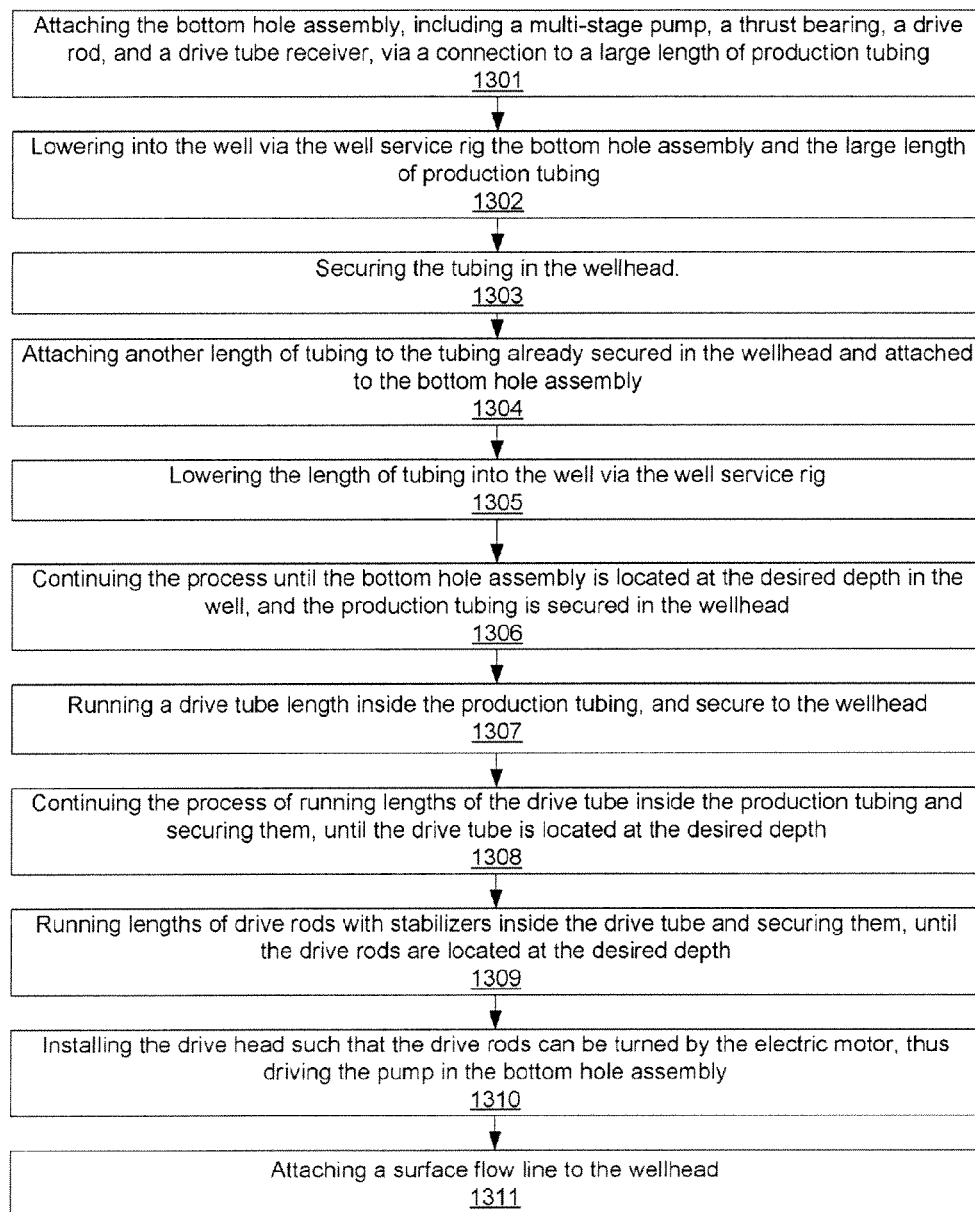 Attaching the bottom hole assembly, including a multi-stage pump, a thrust bearing, a drive
rod, and a drive tube receiver, via a connection to a large length of production tubing
1301
Lowering into the well via the well service rig the bottom hole assembly and the large length
of production tubing
1302
Securing the tubing in the wellhead.
1303
Attaching another length of tubing to the tubing already secured in the wellhead and attached
to the bottom hole assembly
1304
Lowering the length of tubing into the well via the well service rig
1305
Continuing the process until the bottom hole assembly is located at the desired depth in the
well, and the production tubing is secured in the wellhead
1306
Running a drive tube length inside the production tubing, and secure to the wellhead
1307
Continuing the process of running lengths of the drive tube inside the production tubing and
securing them, until the drive tube is located at the desired depth
1308
Running lengths of drive rods with stabilizers inside the drive tube and securing them, until
the drive rods are located at the desired depth
1309
Installing the drive head such that the drive rods can be turned by the electric motor, thus
driving the pump in the bottom hole assembly
1310
Attaching a surface flow line to the wellhead
1311